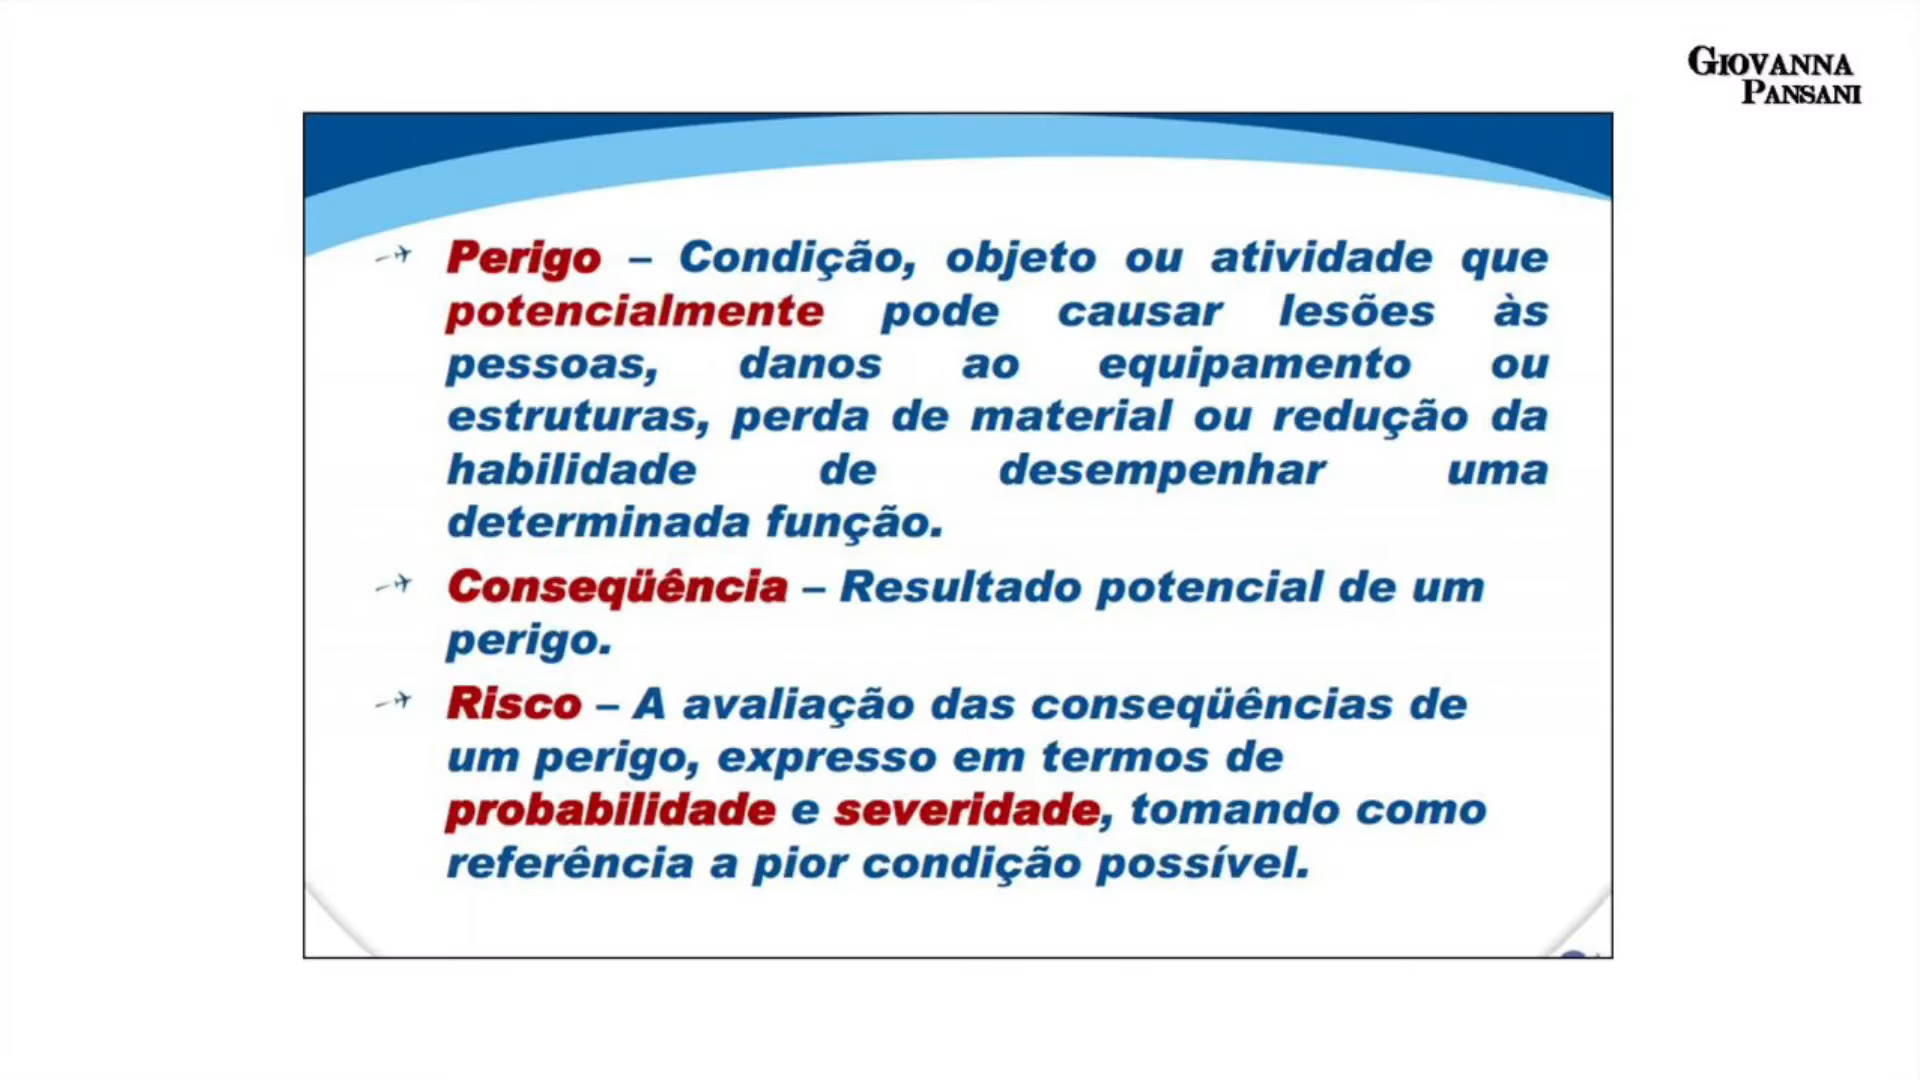 GIOVANNA
PANSANI
Perigo – Condição, objeto ou atividade que
potencialmente pode causar lesões às
pessoas, danos ao equipamento ou
estruturas, perda de material ou redução da
habilidade de desempenhar uma
determinada função.
Conseqüência – Resultado potencial de um
perigo.
Risco – A avaliação das conseqüências de
um perigo, expresso em termos de
probabilidade e severidade, tomando como
referência a pior condição possível.